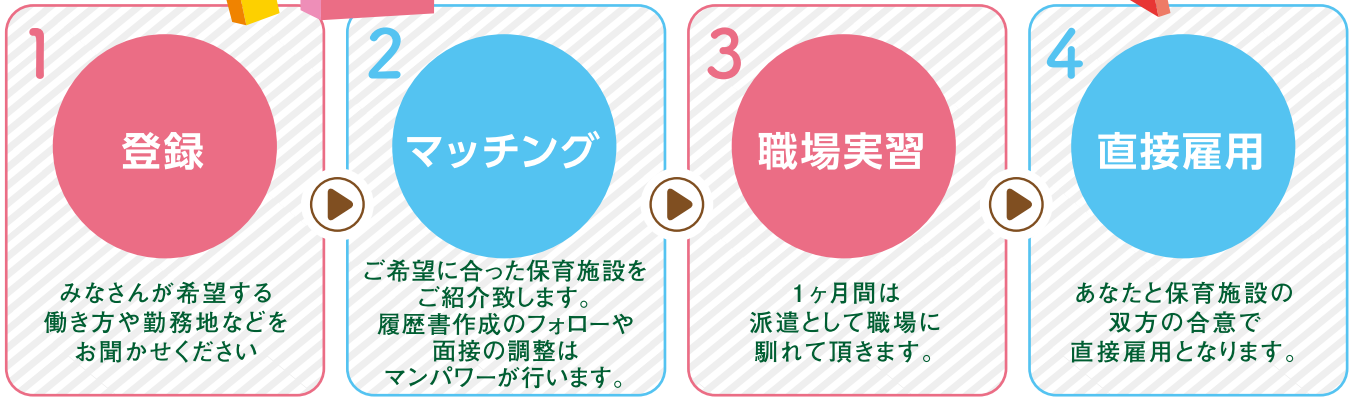 1
登録
みなさんが希望する
働き方や勤務地などを
お聞かせください
2
マッチング
ご希望に合った保育施設を
ご紹介致します。
履歴書作成のフォローや
面接の調整は
マンパワーが行います。
3
職場実習
1ヶ月間は
派遣として職場に
馴れて頂きます。
4
直接雇用
あなたと保育施設の
双方の合意で
直接雇用となります。